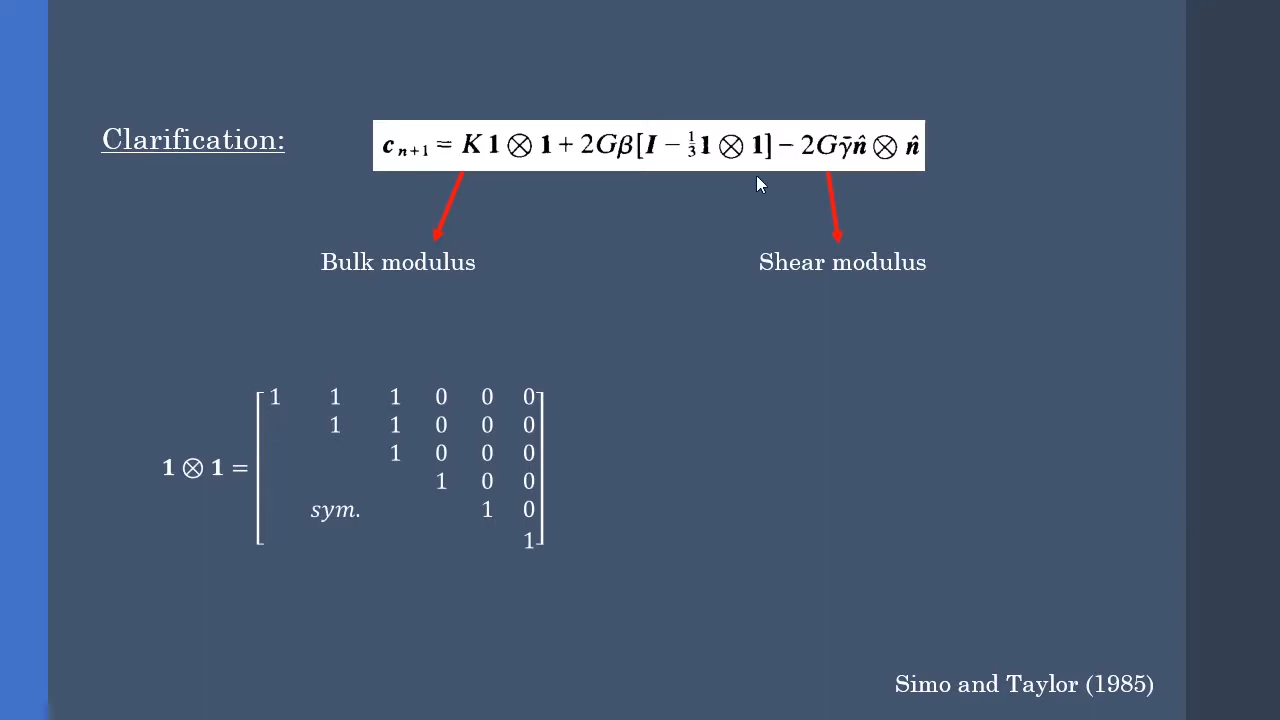 Clarification:
c n+1 = K 1 ⊗ 1 + 2Gβ[I − ⅓1 ⊗ 1] − 2Gγ̄n̂ ⊗ n̂
Bulk modulus
Shear modulus
1 1 1 0 0 0
1 1 0 0 0
1 0 0 0
𝟏 ⊗ 𝟏 =
1 0 0
sym. 1 0
1
Simo and Taylor (1985)